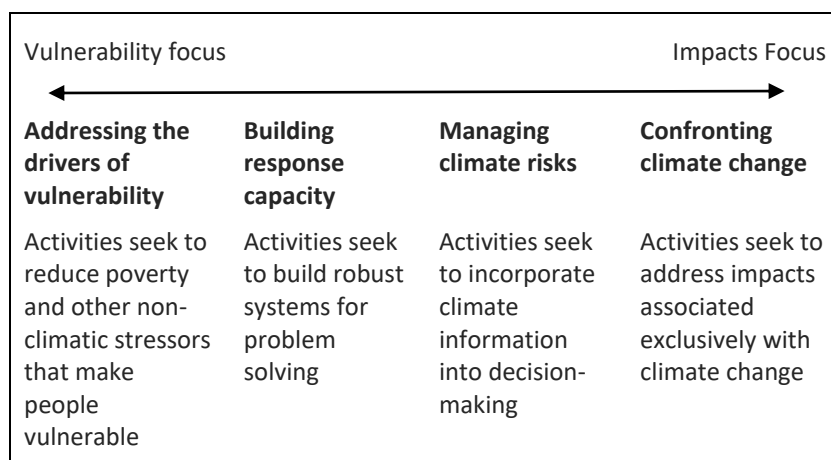 Vulnerability focus
Impacts Focus
Addressing the
drivers of
vulnerability
Activities seek to
reduce poverty
and other non-
climatic stressors
that make
people
vulnerable
Building
response
capacity
Activities seek
to build robust
systems for
problem
solving
Managing
climate risks
Activities seek
to incorporate
climate
information
into decision-
making
Confronting
climate change
Activities seek to
address impacts
associated
exclusively with
climate change